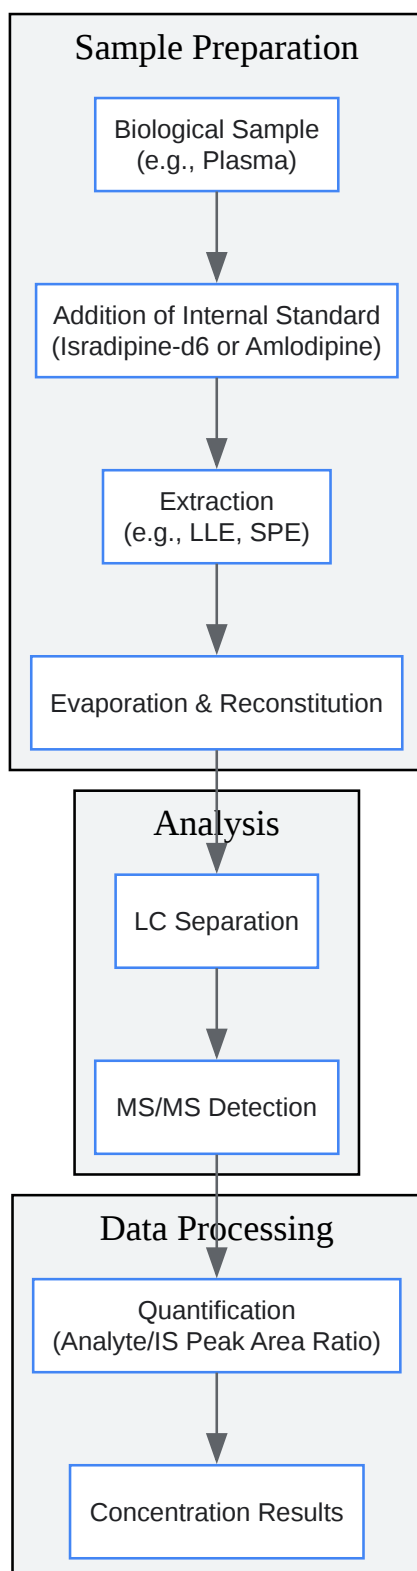 Sample Preparation
Biological Sample
(e.g., Plasma)
Addition of Internal Standard
(Isradipine-d6 or Amlodipine)
Extraction
(e.g., LLE, SPE)
Evaporation & Reconstitution
Analysis
LC Separation
MS/MS Detection
Data Processing
Quantification
(Analyte/IS Peak Area Ratio)
Concentration Results